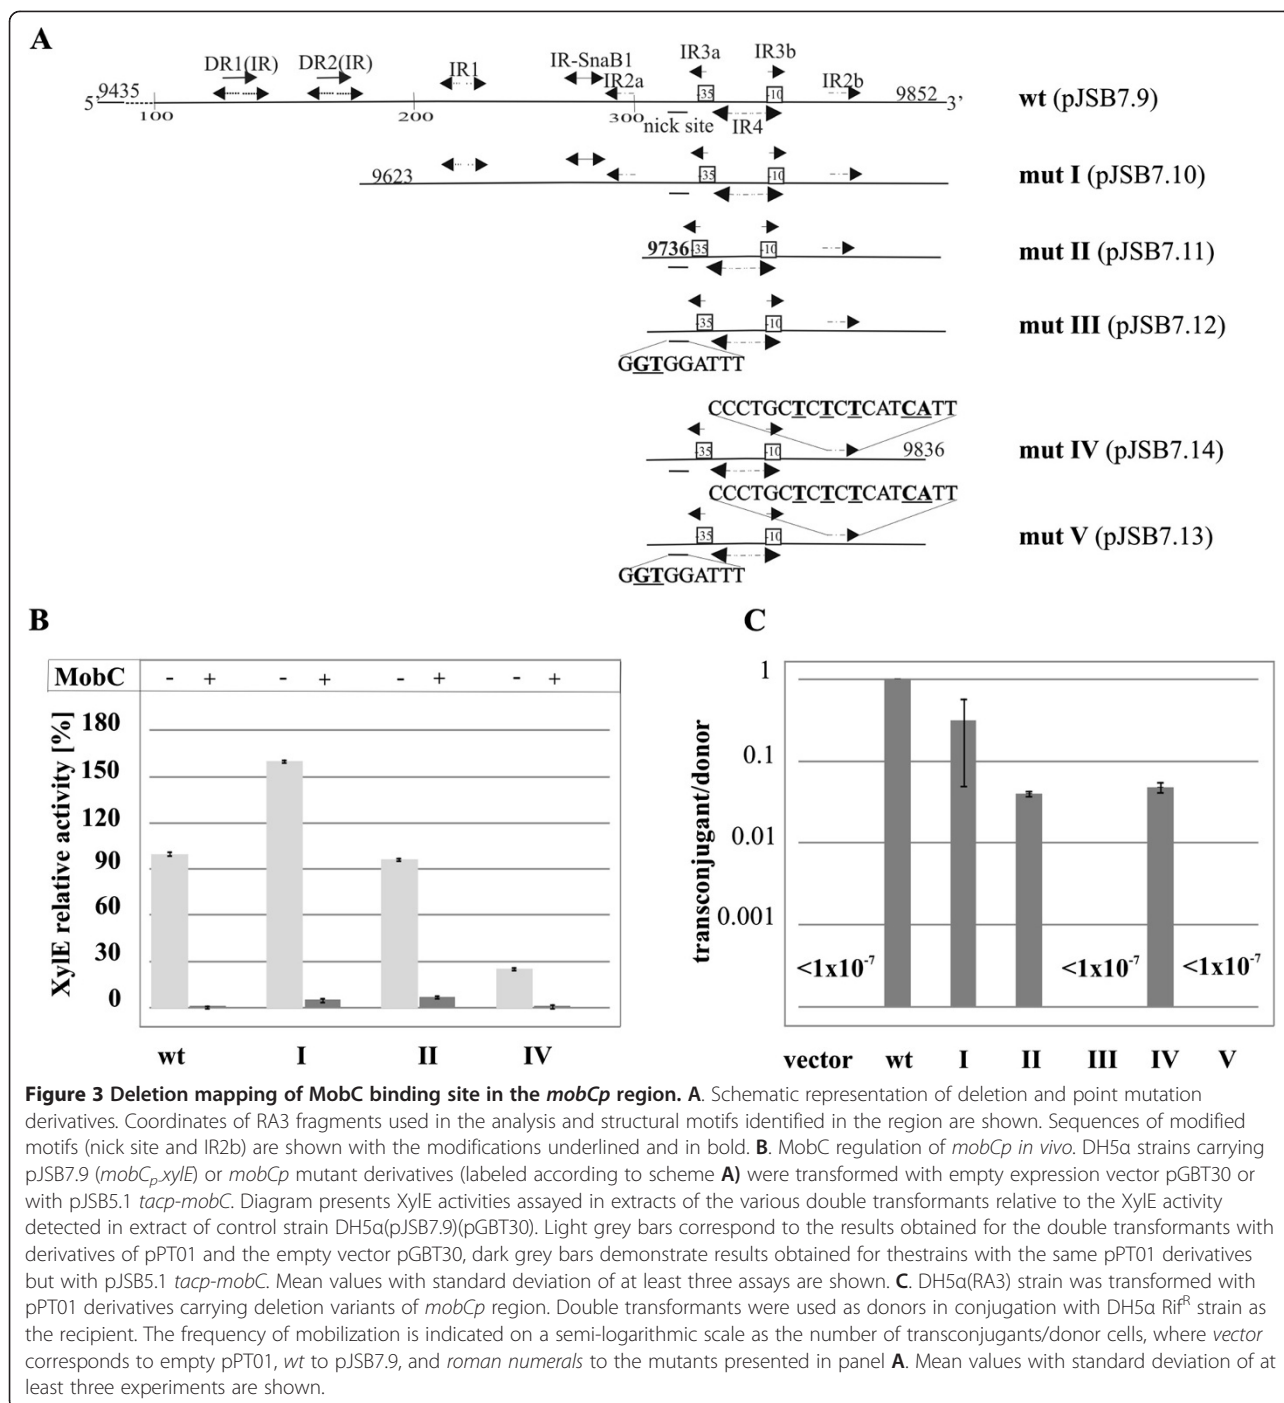 A
DR1(IR) DR2(IR) IR1 IR-SnaB1 IR2a IR3a IR3b IR2b
5' 9435 -35 -10 9852 3' wt (pJSB7.9)
100 200 300 nick site IR4
9623 -35 -10 mut I (pJSB7.10)
9736 -35 -10 mut II (pJSB7.11)
-35 -10 mut III (pJSB7.12)
GGTGGATTT
CCCTGCTCTCTCATCATT
-35 -10 9836 mut IV (pJSB7.14)
CCCTGCTCTCTCATCATT
-35 -10 mut V (pJSB7.13)
GGTGGATTT
B
MobC - + - + - + - +
XylE relative activity [%]
180
150
120
90
60
30
0
wt I II IV
C
transconjugant/donor
1
0.1
0.01
0.001
<1x10⁻⁷ <1x10⁻⁷ <1x10⁻⁷
vector wt I II III IV V
Figure 3 Deletion mapping of MobC binding site in the mobCp region. A. Schematic representation of deletion and point mutation
derivatives. Coordinates of RA3 fragments used in the analysis and structural motifs identified in the region are shown. Sequences of modified
motifs (nick site and IR2b) are shown with the modifications underlined and in bold. B. MobC regulation of mobCp in vivo. DH5α strains carrying
pJSB7.9 (mobCp-xylE) or mobCp mutant derivatives (labeled according to scheme A) were transformed with empty expression vector pGBT30 or
with pJSB5.1 tacp-mobC. Diagram presents XylE activities assayed in extracts of the various double transformants relative to the XylE activity
detected in extract of control strain DH5α(pJSB7.9)(pGBT30). Light grey bars correspond to the results obtained for the double transformants with
derivatives of pPT01 and the empty vector pGBT30, dark grey bars demonstrate results obtained for thestrains with the same pPT01 derivatives
but with pJSB5.1 tacp-mobC. Mean values with standard deviation of at least three assays are shown. C. DH5α(RA3) strain was transformed with
pPT01 derivatives carrying deletion variants of mobCp region. Double transformants were used as donors in conjugation with DH5α Rifᴿ strain as
the recipient. The frequency of mobilization is indicated on a semi-logarithmic scale as the number of transconjugants/donor cells, where vector
corresponds to empty pPT01, wt to pJSB7.9, and roman numerals to the mutants presented in panel A. Mean values with standard deviation of at
least three experiments are shown.